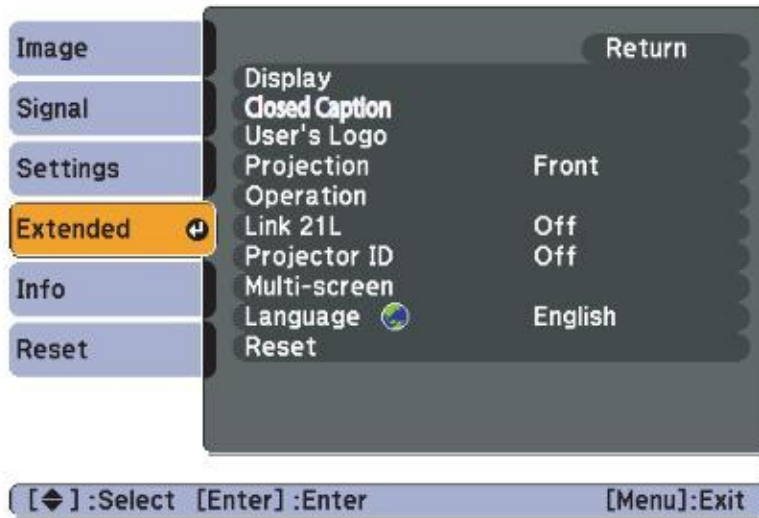 Image
Signal
Settings
Extended
Info
Reset
Return
Display
Closed Caption
User's Logo
Projection Front
Operation
Link 21L Off
Projector ID Off
Multi-screen
Language English
Reset
[◆] :Select [Enter] :Enter [Menu]:Exit